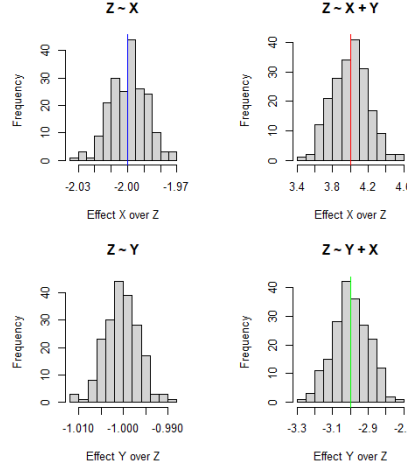 Z ~ X
Frequency
0 10 20 30 40
-2.03 -2.00 -1.97
Effect X over Z
Z ~ X + Y
Frequency
0 10 20 30 40
3.4 3.8 4.2 4.6
Effect X over Z
Z ~ Y
Frequency
0 10 20 30 40
-1.010 -1.000 -0.990
Effect Y over Z
Z ~ Y + X
Frequency
0 10 20 30 40
-3.3 -3.1 -2.9
Effect Y over Z